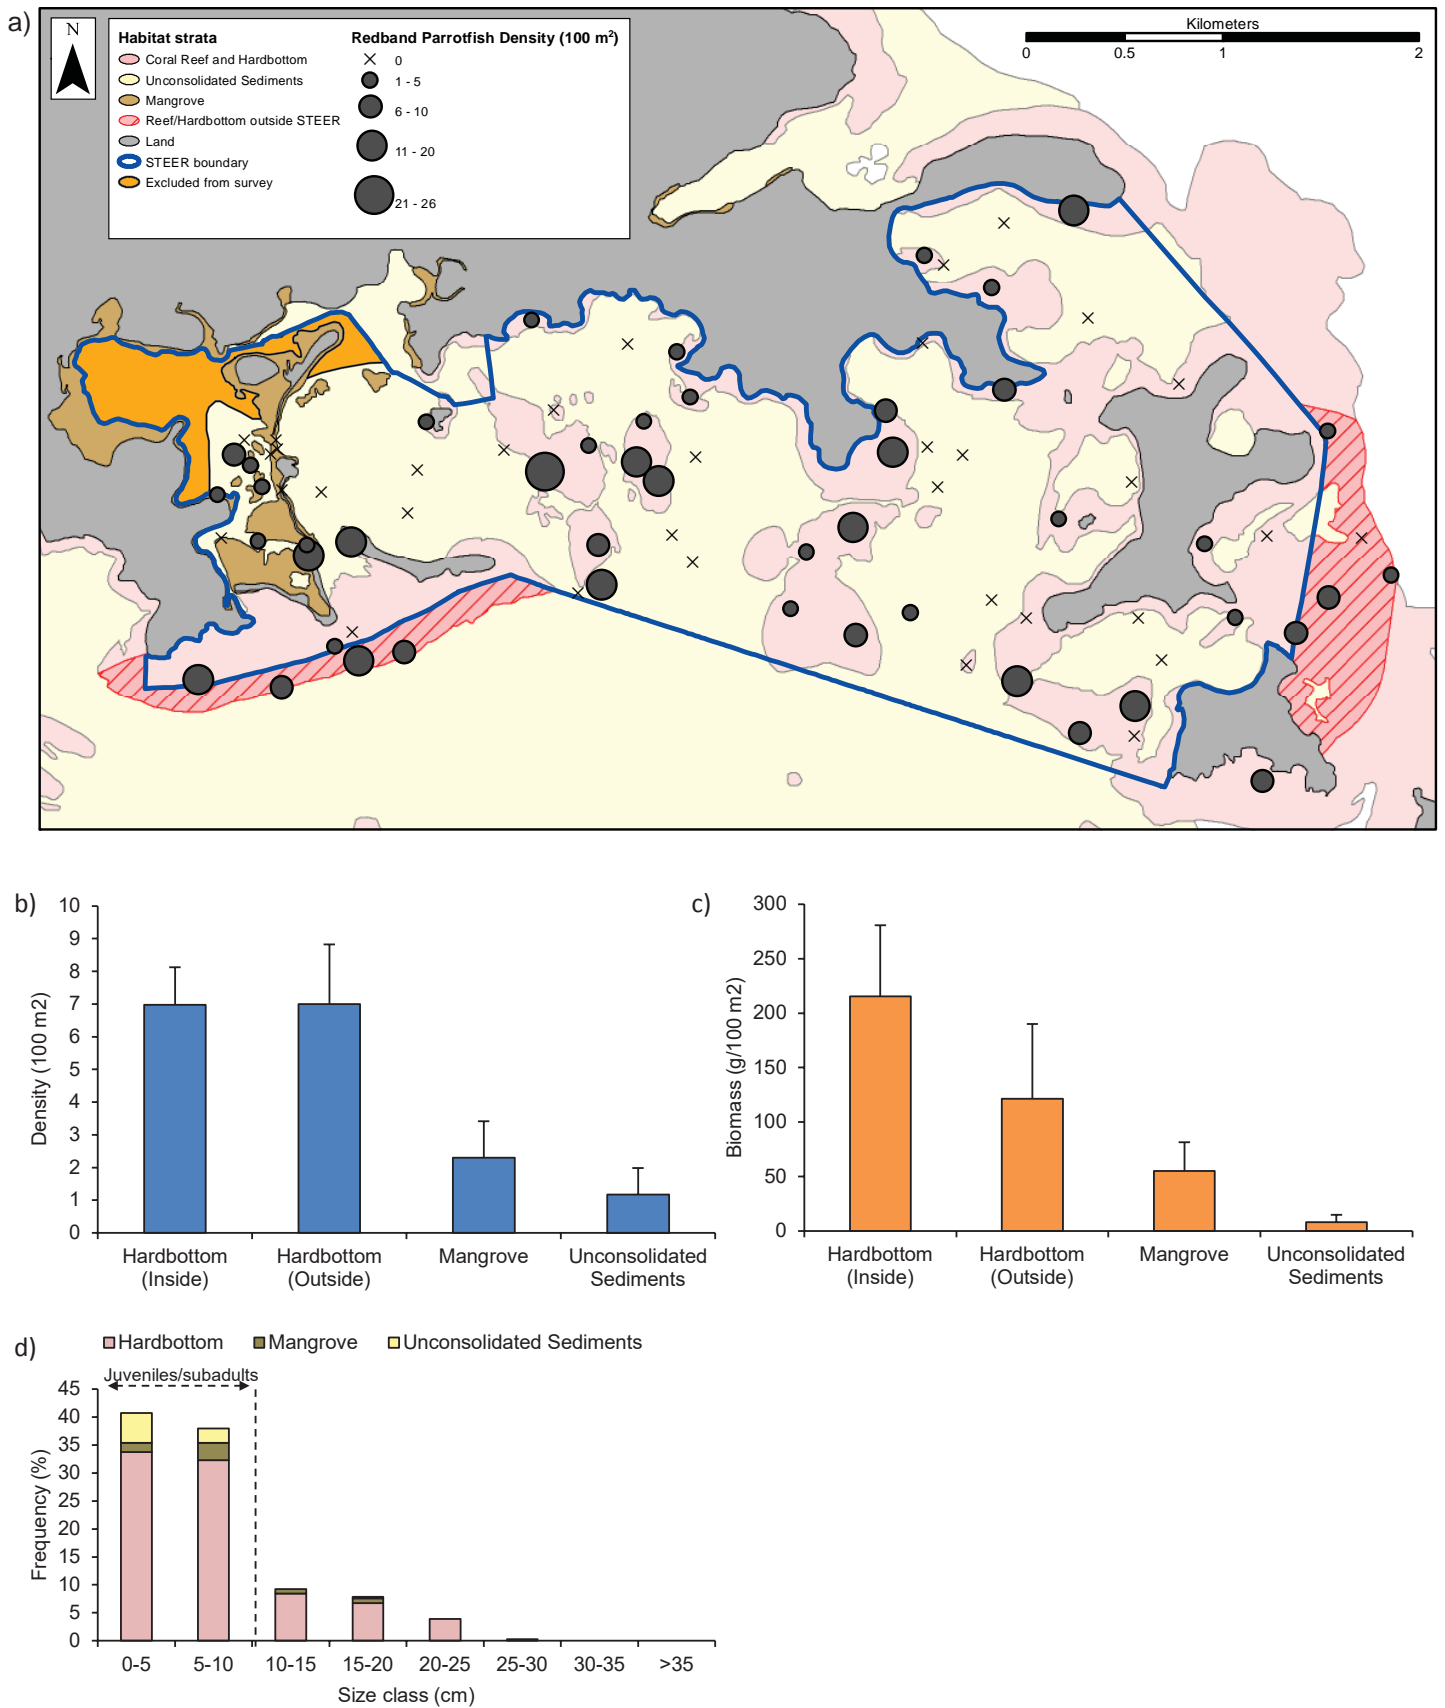 a)
N
Habitat strata
Coral Reef and Hardbottom
Unconsolidated Sediments
Mangrove
Reef/Hardbottom outside STEER
Land
STEER boundary
Excluded from survey
Redband Parrotfish Density (100 m²)
0
1 - 5
6 - 10
11 - 20
21 - 26
Kilometers
0 0.5 1 2
b)
10
9
8
7
6
5
4
3
2
1
0
Density (100 m2)
Hardbottom (Inside)
Hardbottom (Outside)
Mangrove
Unconsolidated Sediments
c)
300
250
200
150
100
50
0
Biomass (g/100 m2)
Hardbottom (Inside)
Hardbottom (Outside)
Mangrove
Unconsolidated Sediments
d)
Hardbottom Mangrove Unconsolidated Sediments
Juveniles/subadults
45
40
35
30
25
20
15
10
5
0
Frequency (%)
0-5 5-10 10-15 15-20 20-25 25-30 30-35 >35
Size class (cm)